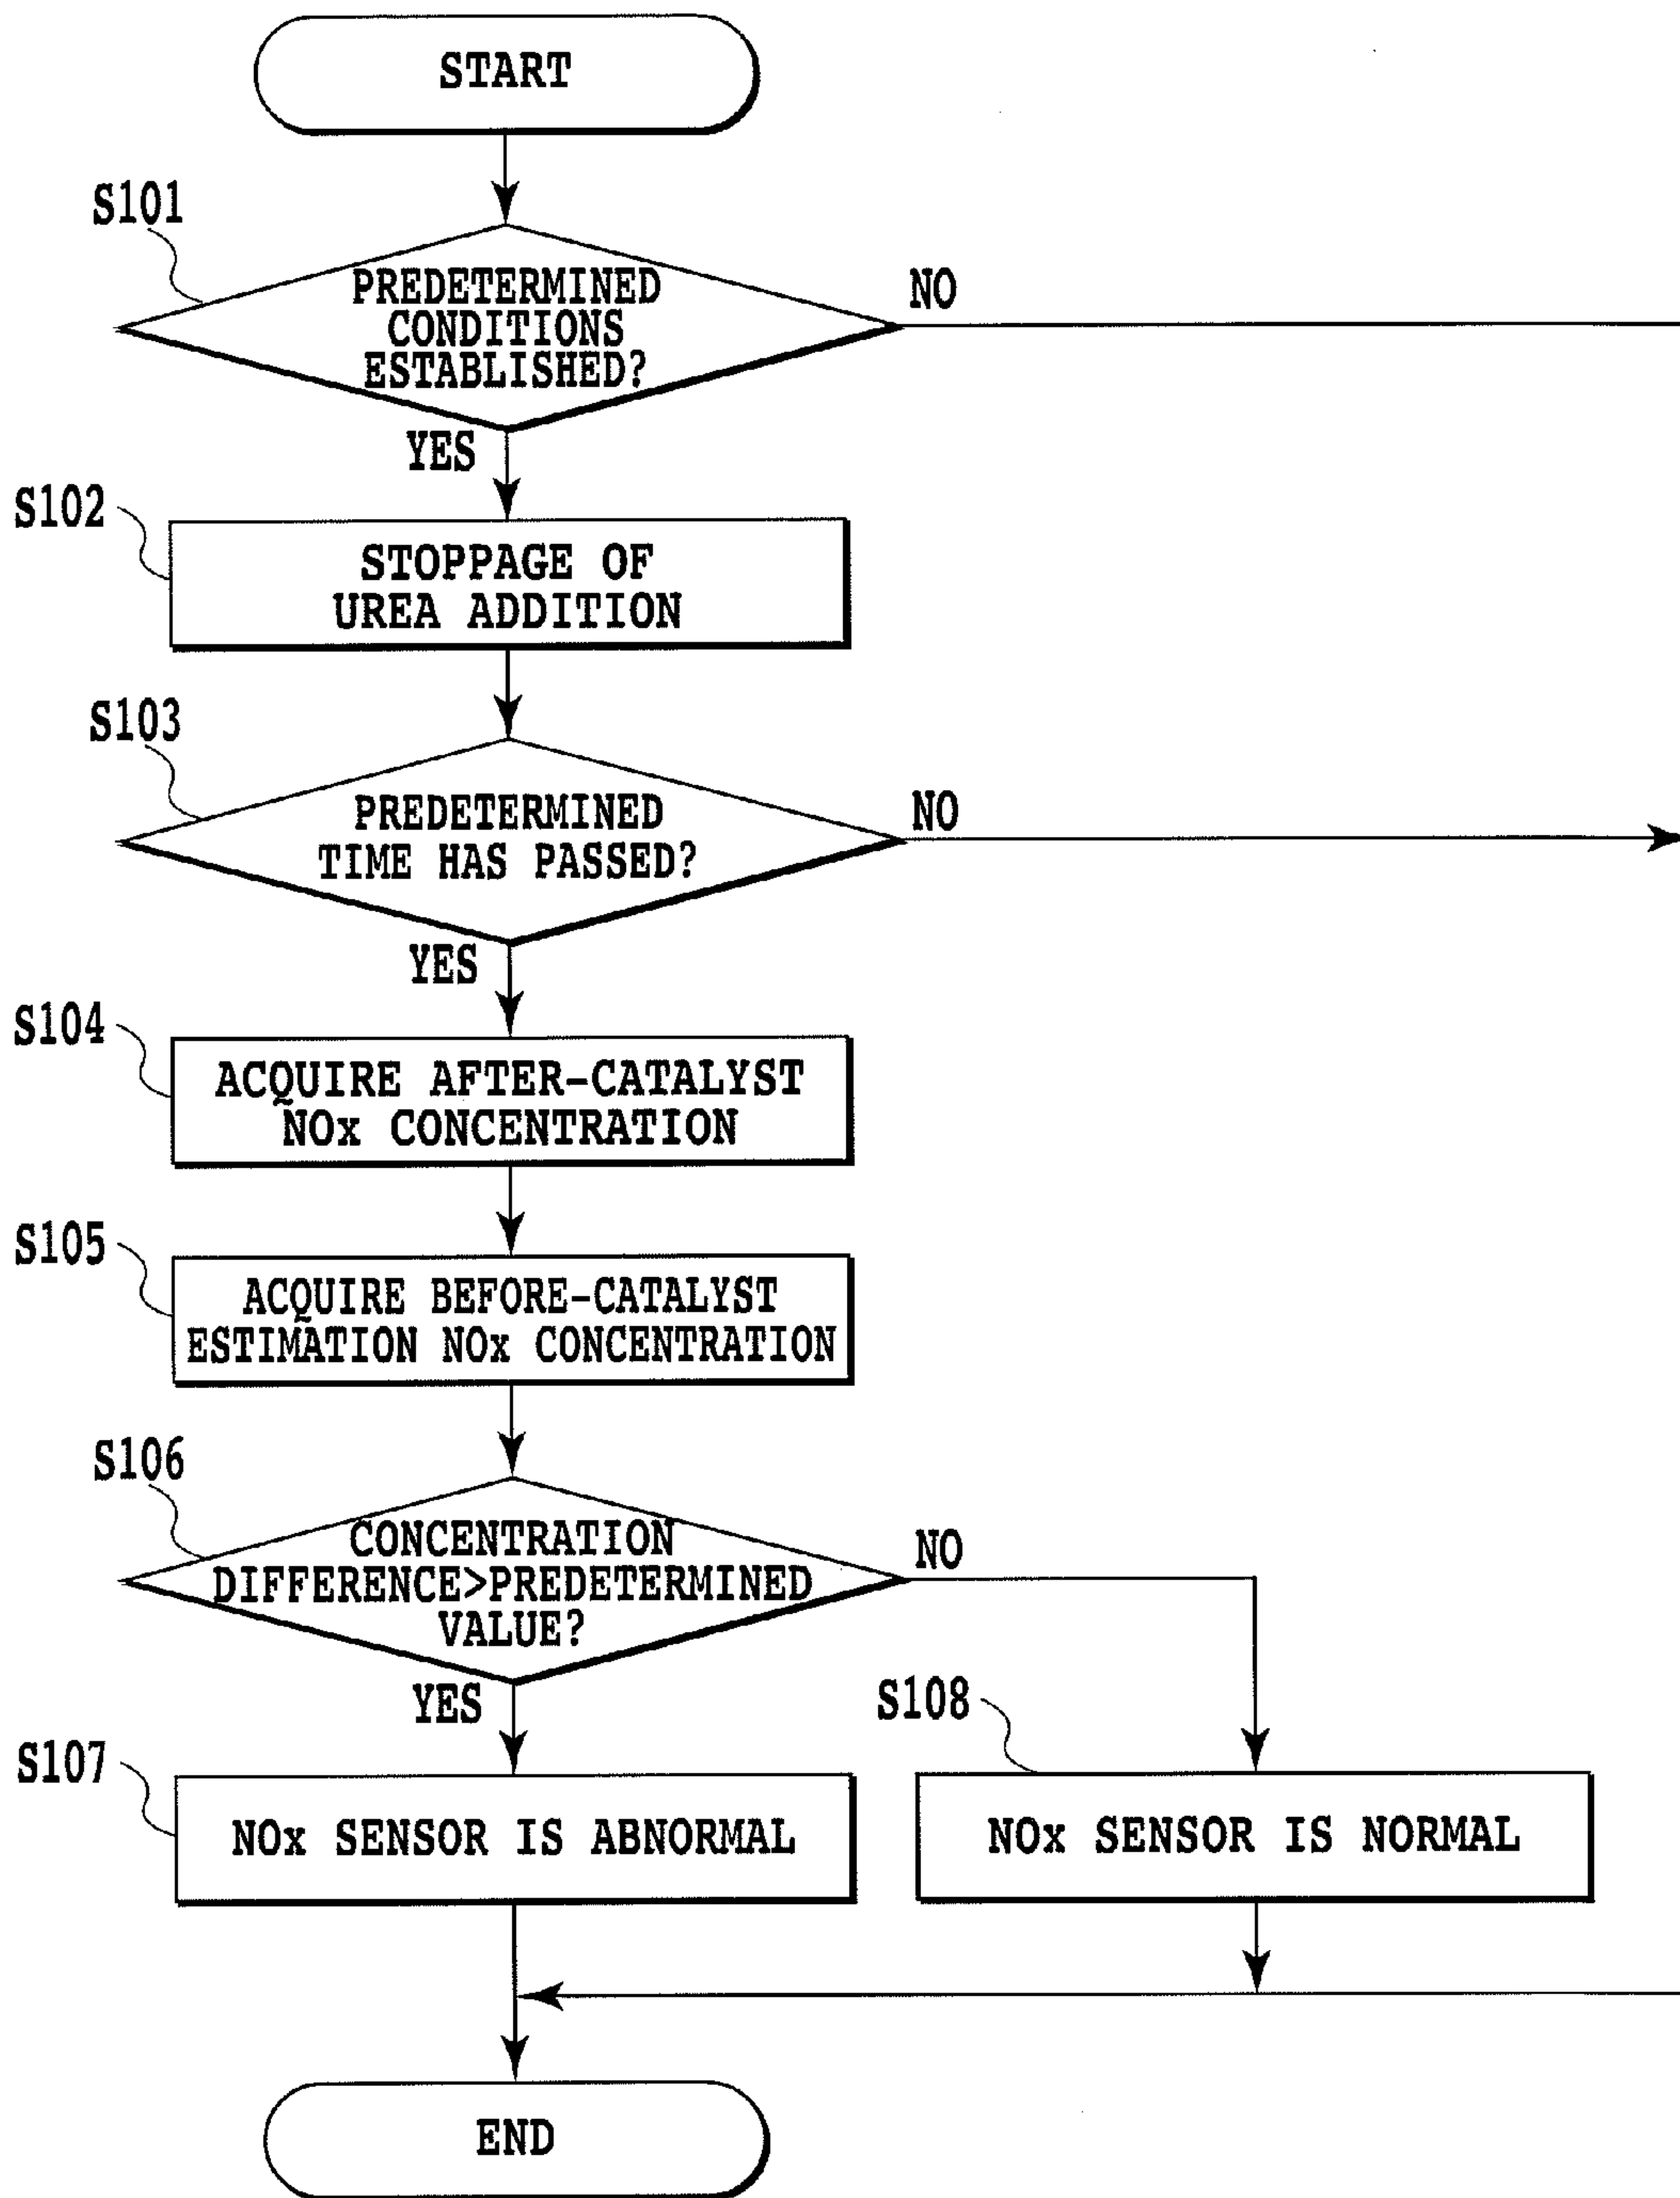 START
S101
PREDETERMINED
CONDITIONS
ESTABLISHED?
NO
YES
S102
STOPPAGE OF
UREA ADDITION
S103
PREDETERMINED
TIME HAS PASSED?
NO
YES
S104
ACQUIRE AFTER-CATALYST
NOx CONCENTRATION
S105
ACQUIRE BEFORE-CATALYST
ESTIMATION NOx CONCENTRATION
S106
CONCENTRATION
DIFFERENCE>PREDETERMINED
VALUE?
NO
YES
S107
NOx SENSOR IS ABNORMAL
S108
NOx SENSOR IS NORMAL
END